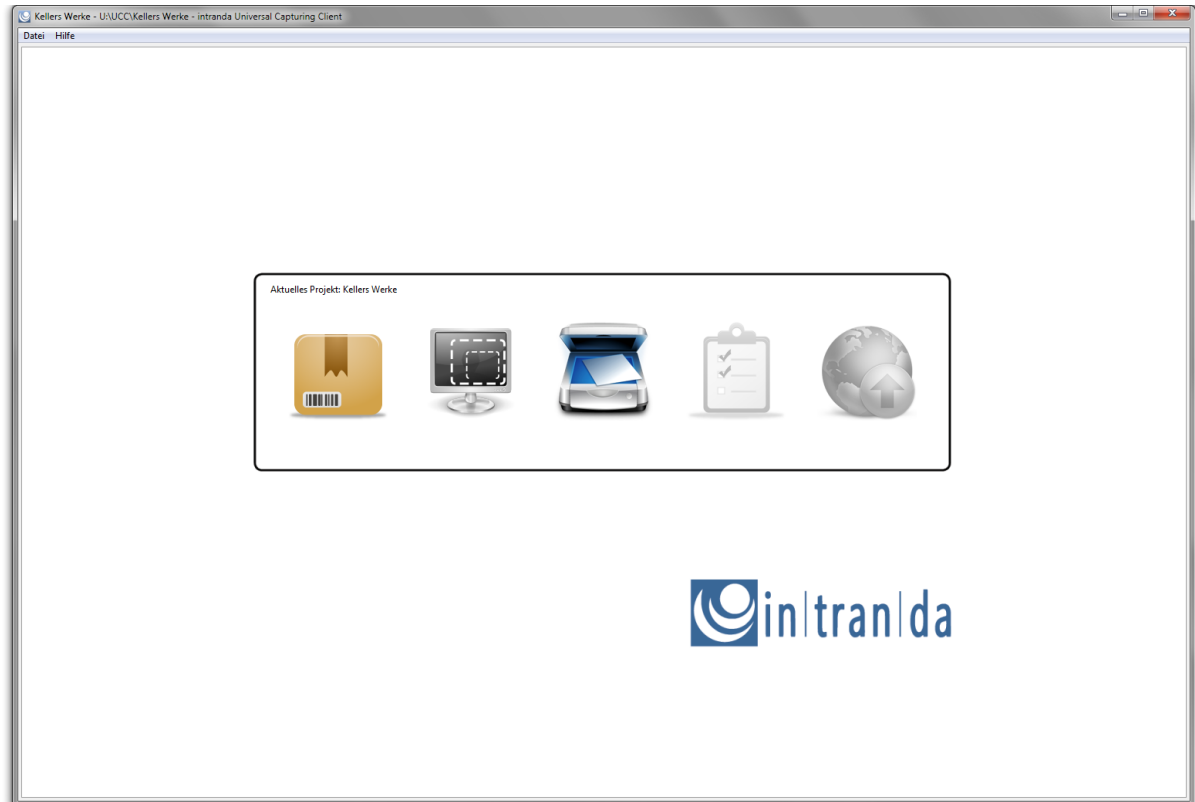 Kellers Werke - U:\UCC\Kellers Werke - intranda Universal Capturing Client
Datei Hilfe
Aktuelles Projekt: Kellers Werke
in|tran|da